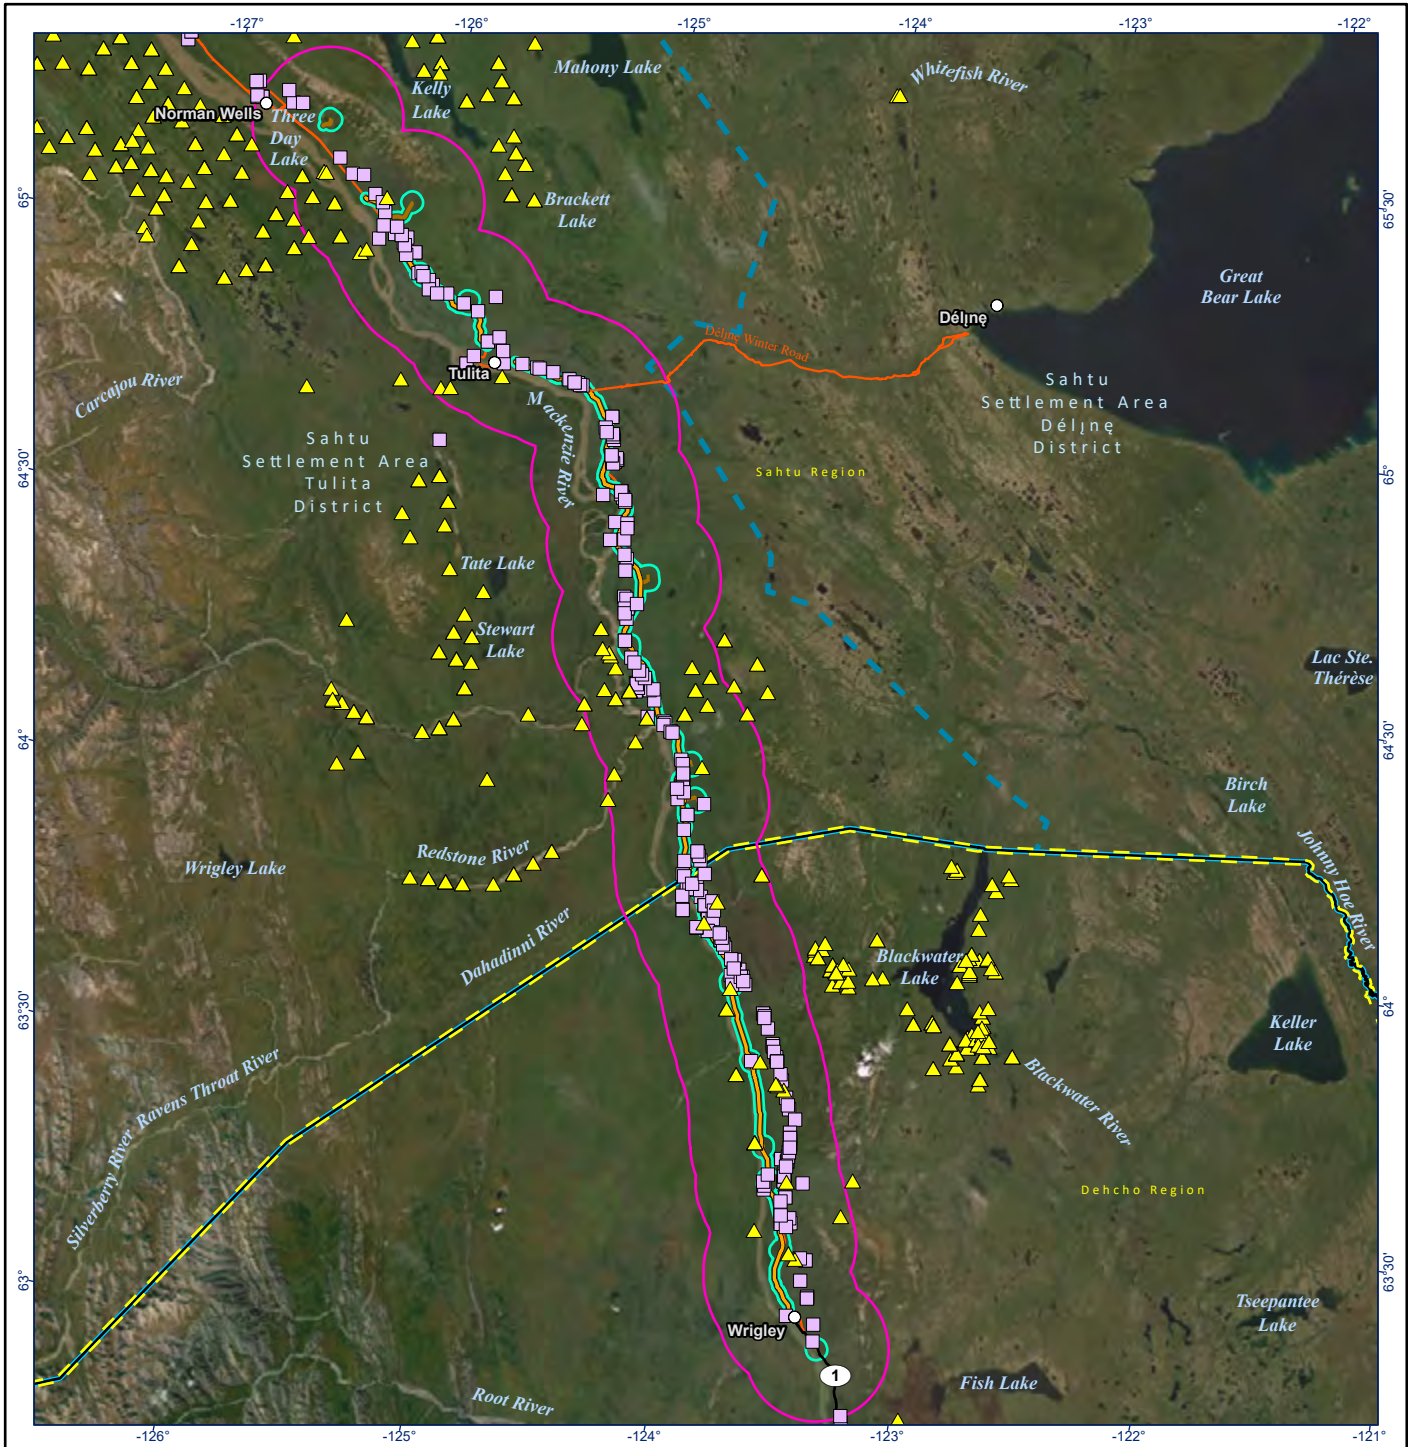 -127°
-126°
-125°
-124°
-123°
-122°
Mahony Lake
Whitefish River
Kelly
Lake
Norman Wells
Three
Day
Lake
65°
65°30'
Brackett
Lake
Great
Bear Lake
Délı̨nę
Délı̨nę Winter Road
Tulita
Carcajou River
Mackenzie River
Sahtu
Settlement Area
Délı̨nę
District
Sahtu
Settlement Area
Tulita
District
Sahtu Region
64°30'
65°
Tate Lake
Stewart
Lake
Lac Ste.
Thérèse
64°
64°30'
Birch
Lake
Redstone River
Wrigley Lake
Johnny Hoe River
Dahadinni River
Blackwater
Lake
63°30'
64°
Keller
Lake
Ravens Throat River
Blackwater River
Silverberry River
Dehcho Region
63°
63°30'
Tseepantee
Lake
Wrigley
1
Fish Lake
Root River
-126°
-125°
-124°
-123°
-122°
-121°